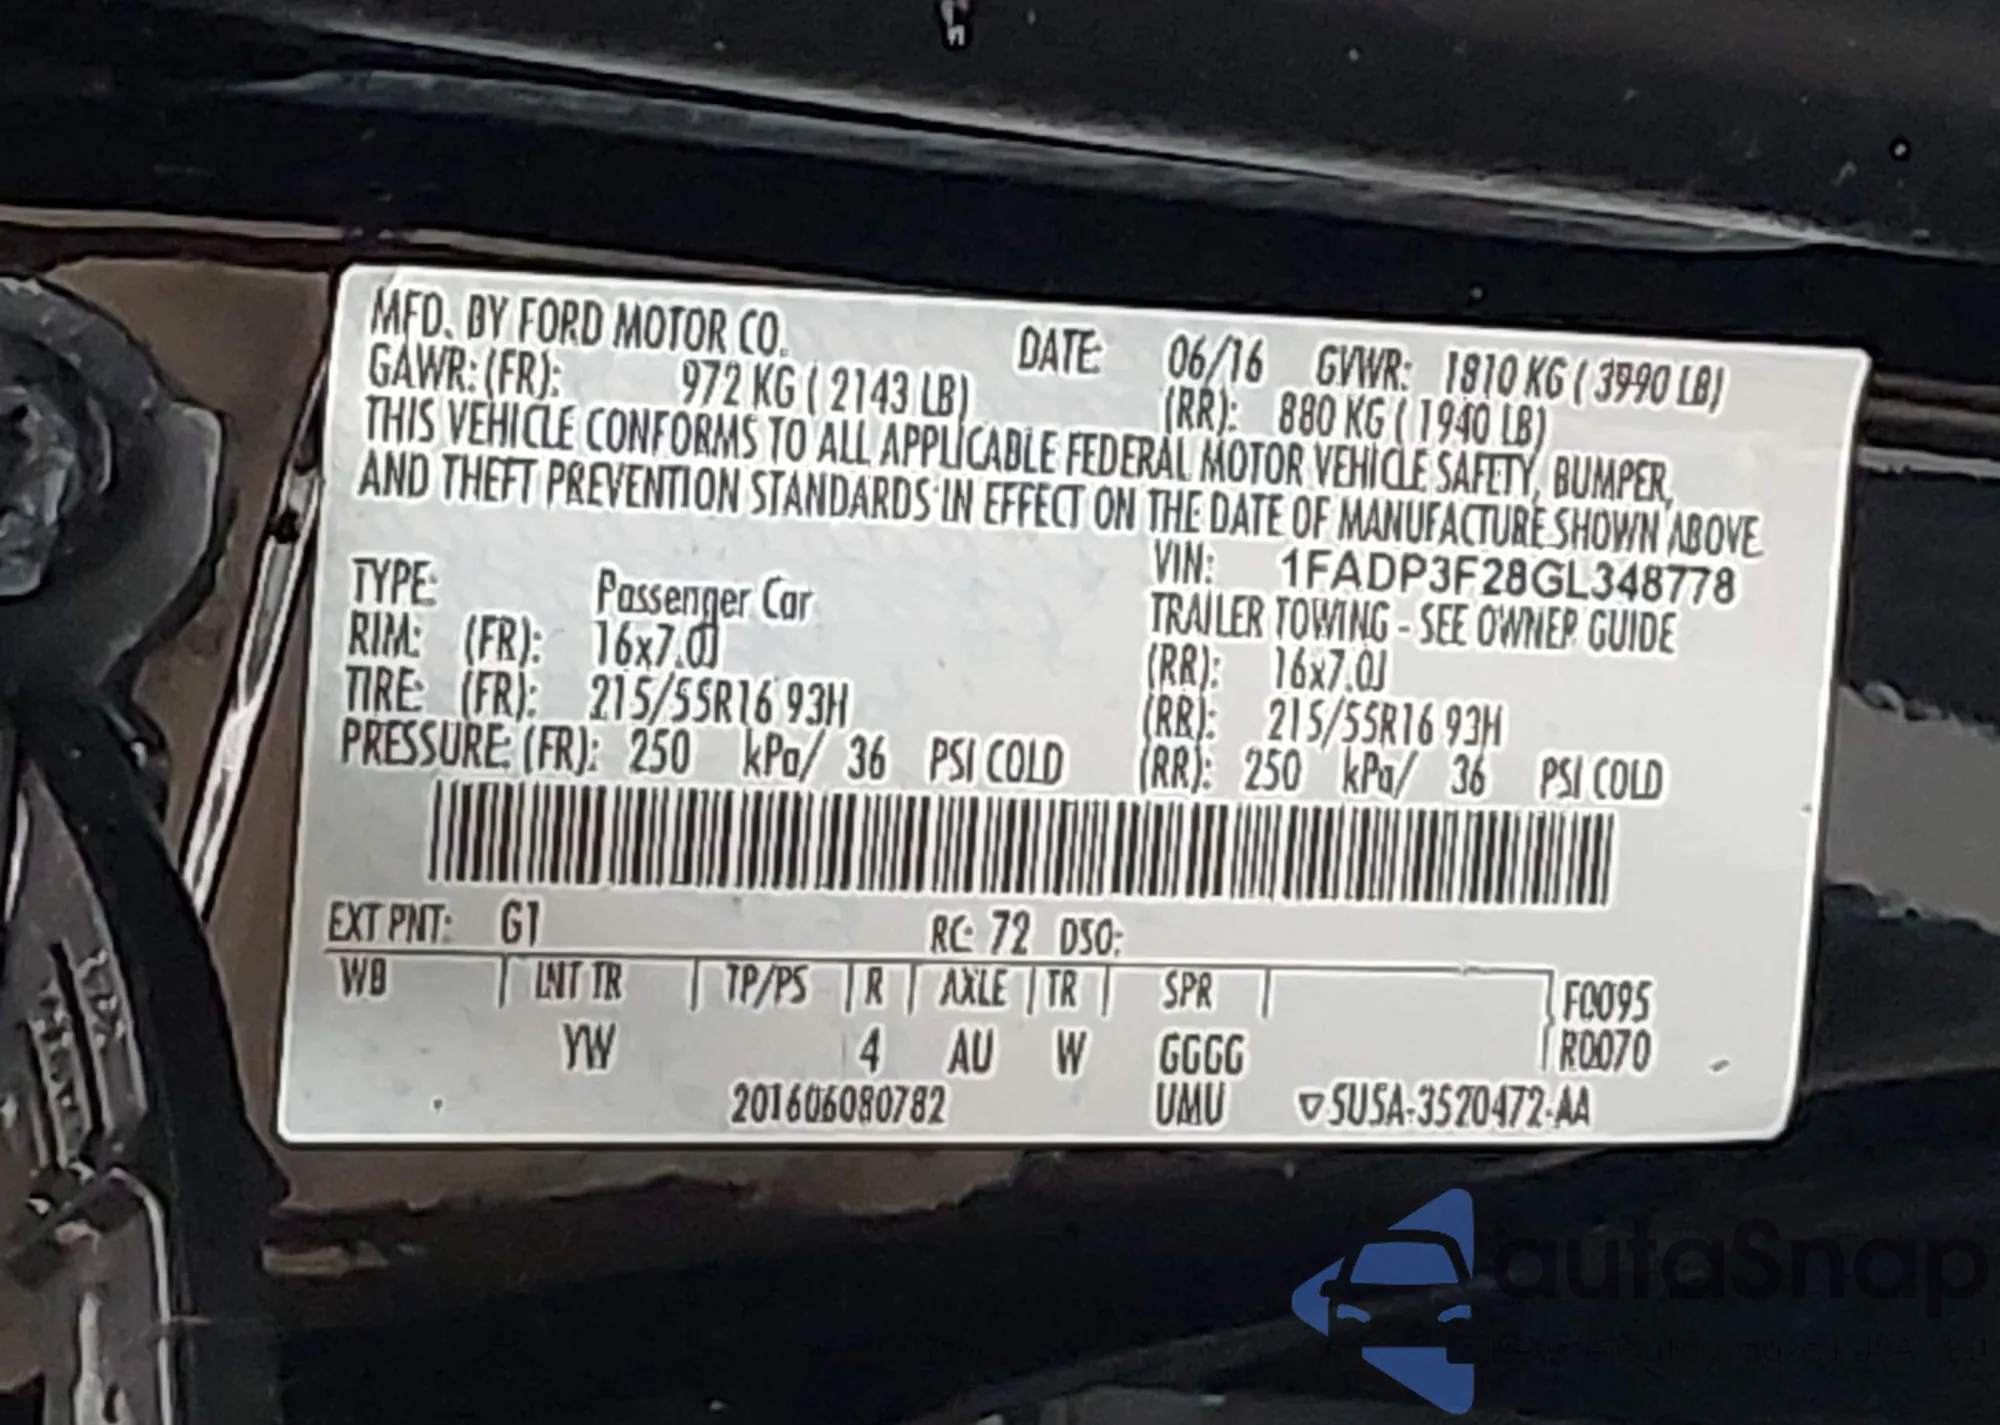 MFD. BY FORD MOTOR CO. DATE: 06/16 GVWR: 1810 KG ( 3990 LB)
GAWR: (FR): 972 KG ( 2143 LB) (RR): 880 KG ( 1940 LB)
THIS VEHICLE CONFORMS TO ALL APPLICABLE FEDERAL MOTOR VEHICLE SAFETY, BUMPER,
AND THEFT PREVENTION STANDARDS IN EFFECT ON THE DATE OF MANUFACTURE SHOWN ABOVE.
VIN: 1FADP3F28GL348778
TYPE: Passenger Car TRAILER TOWING - SEE OWNER GUIDE
RIM: (FR): 16x7.0J (RR): 16x7.0J
TIRE: (FR): 215/55R16 93H (RR): 215/55R16 93H
PRESSURE: (FR): 250 kPa/ 36 PSI COLD (RR): 250 kPa/ 36 PSI COLD
EXT PNT: G1 RC: 72 DSO:
WB INT TR TP/PS R AXLE TR SPR F0095
YW 4 AU W GGGG R0070
201606080782 UMU ▽5U5A-3520472-AA
autaSnap